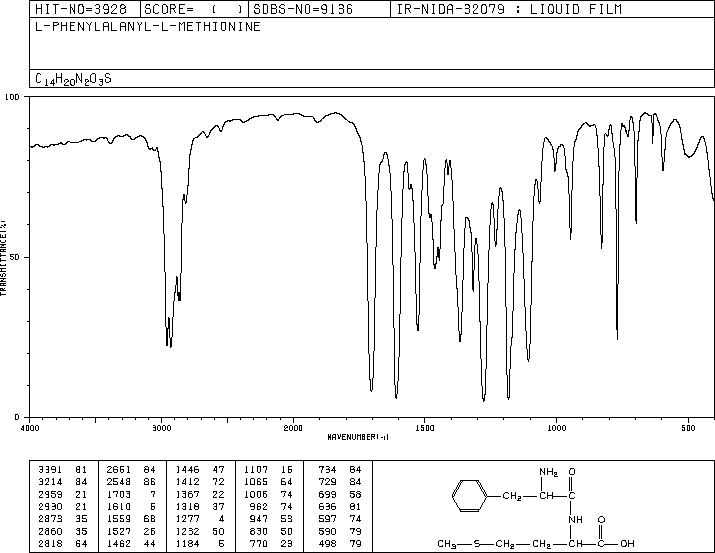 HIT-NO=3928 SCORE= ( ) SDBS-NO=9136 IR-NIDA-32079 : LIQUID FILM
L-PHENYLALANYL-L-METHIONINE
C14H20N2O3S
100
50
0
TRANSMITTANCE(%)
4000 3000 2000 1500 1000 500
WAVENUMBER(-1)
3391 81 2661 84 1446 47 1107 16 734 84
3214 84 2548 86 1412 72 1065 64 729 84
2959 21 1703 7 1367 22 1006 74 699 58
2930 21 1610 5 1318 37 962 74 636 81
2873 35 1559 68 1277 4 947 53 597 74
2860 35 1527 26 1232 50 830 50 590 79
2818 64 1462 44 1184 5 770 23 498 79
NH2 O
CH2 CH C
NH O
CH3 S CH2 CH2 CH C OH